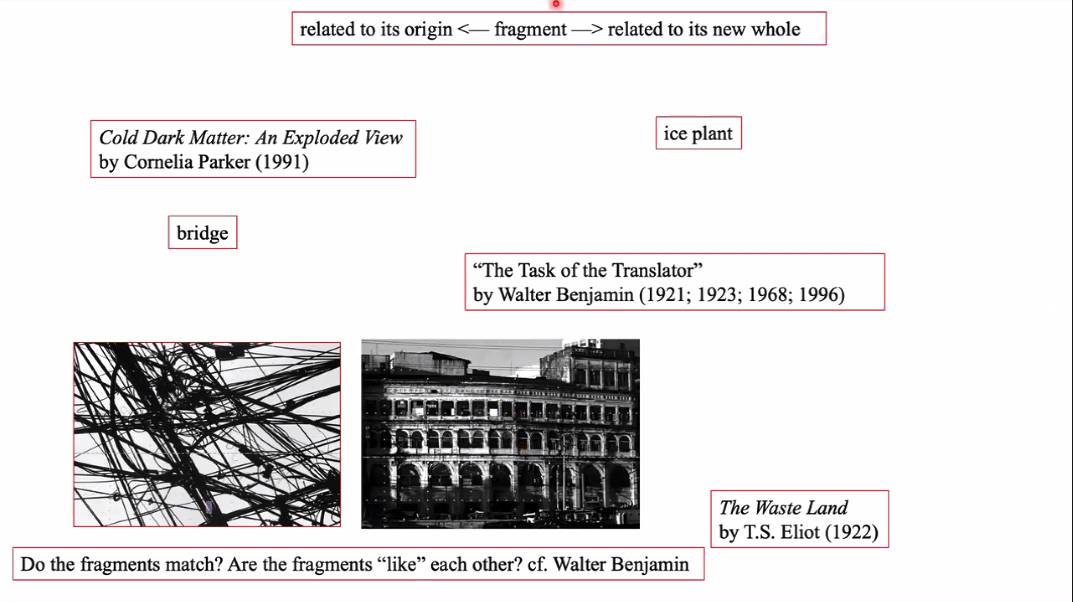 related to its origin <— fragment —> related to its new whole
Cold Dark Matter: An Exploded View
by Cornelia Parker (1991)
ice plant
bridge
“The Task of the Translator”
by Walter Benjamin (1921; 1923; 1968; 1996)
The Waste Land
by T.S. Eliot (1922)
Do the fragments match? Are the fragments “like” each other? cf. Walter Benjamin